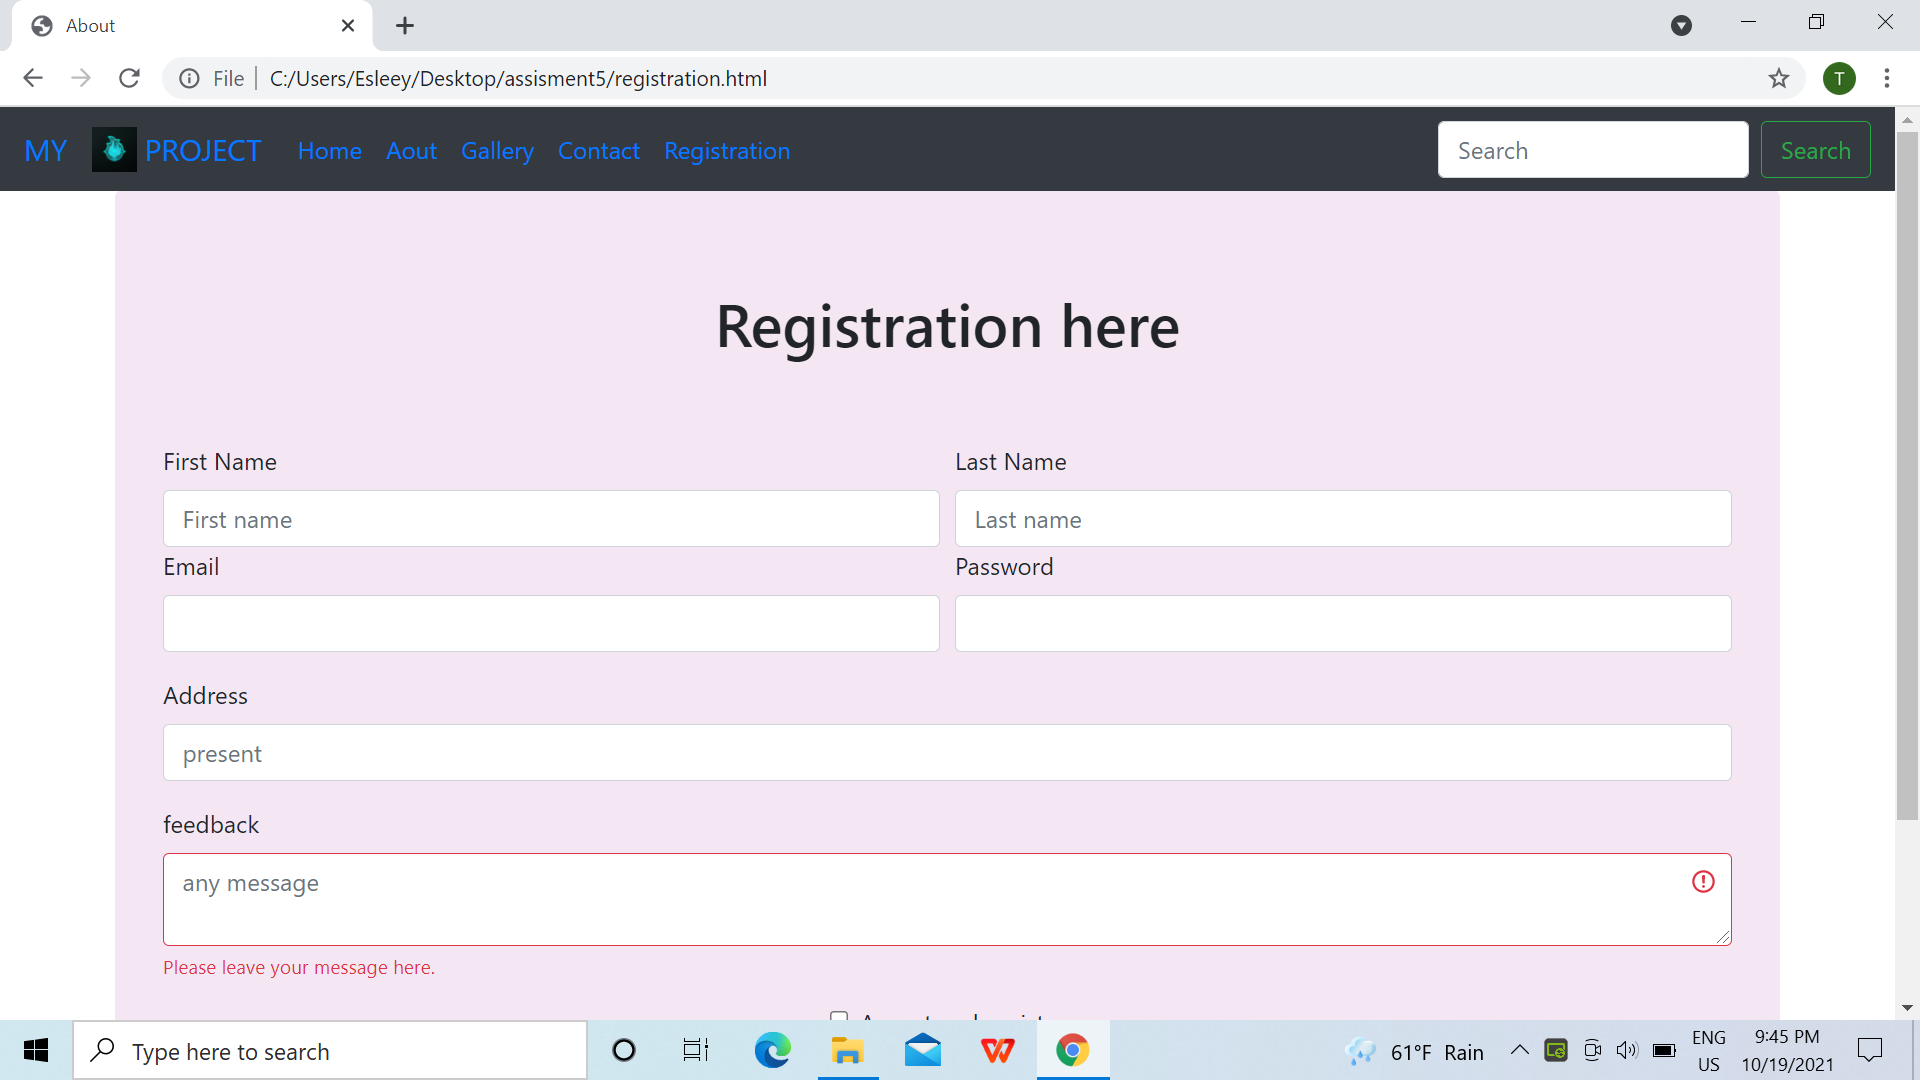 About
File C:/Users/Esleey/Desktop/assisment5/registration.html
T
MY PROJECT Home Aout Gallery Contact Registration Search Search
Registration here
First Name Last Name
First name Last name
Email Password
Address
present
feedback
any message
Please leave your message here.
Type here to search
61°F Rain
ENG
US
9:45 PM
10/19/2021